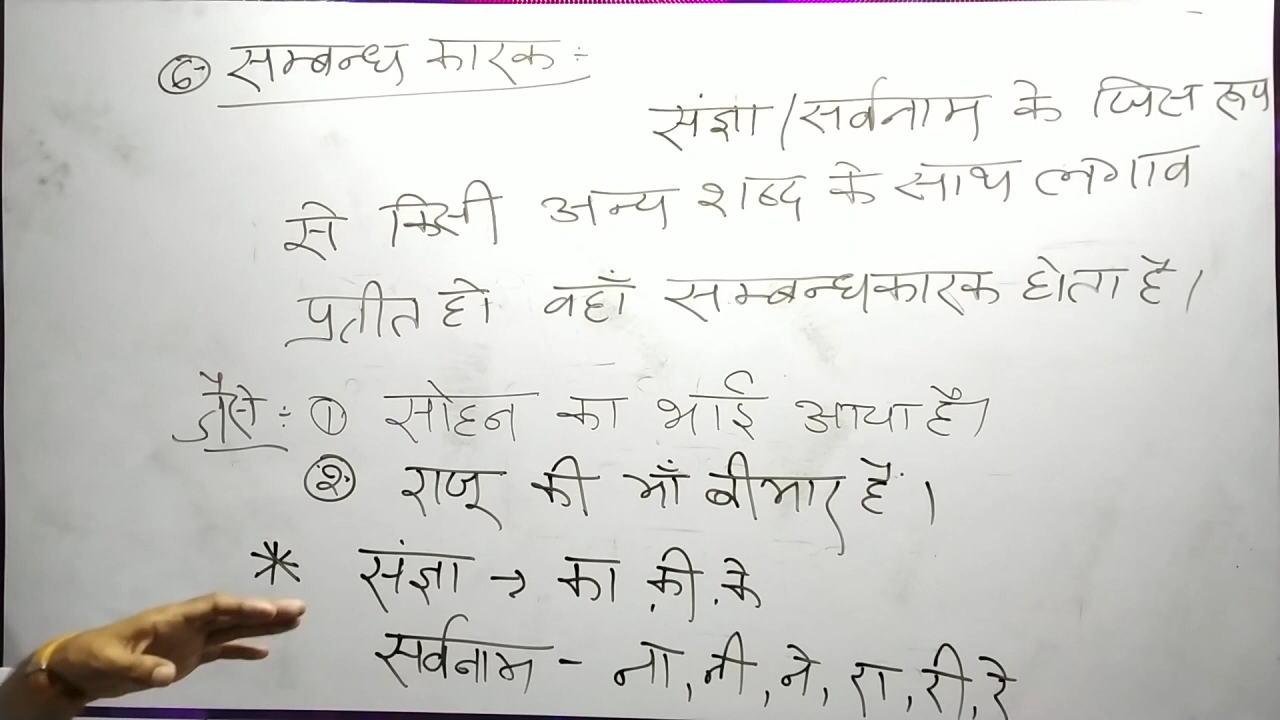 ⑥ सम्बन्ध कारक :
संज्ञा/सर्वनाम के जिस रूप
से किसी अन्य शब्द के साथ लगाव
प्रतीत हो वहाँ सम्बन्धकारक होता है।
जैसे :- ① सोहन का भाई आया है।
② राजू की माँ बीमार हैं।
* संज्ञा → का की के
सर्वनाम - ना, नी, ने, रा, री, रे